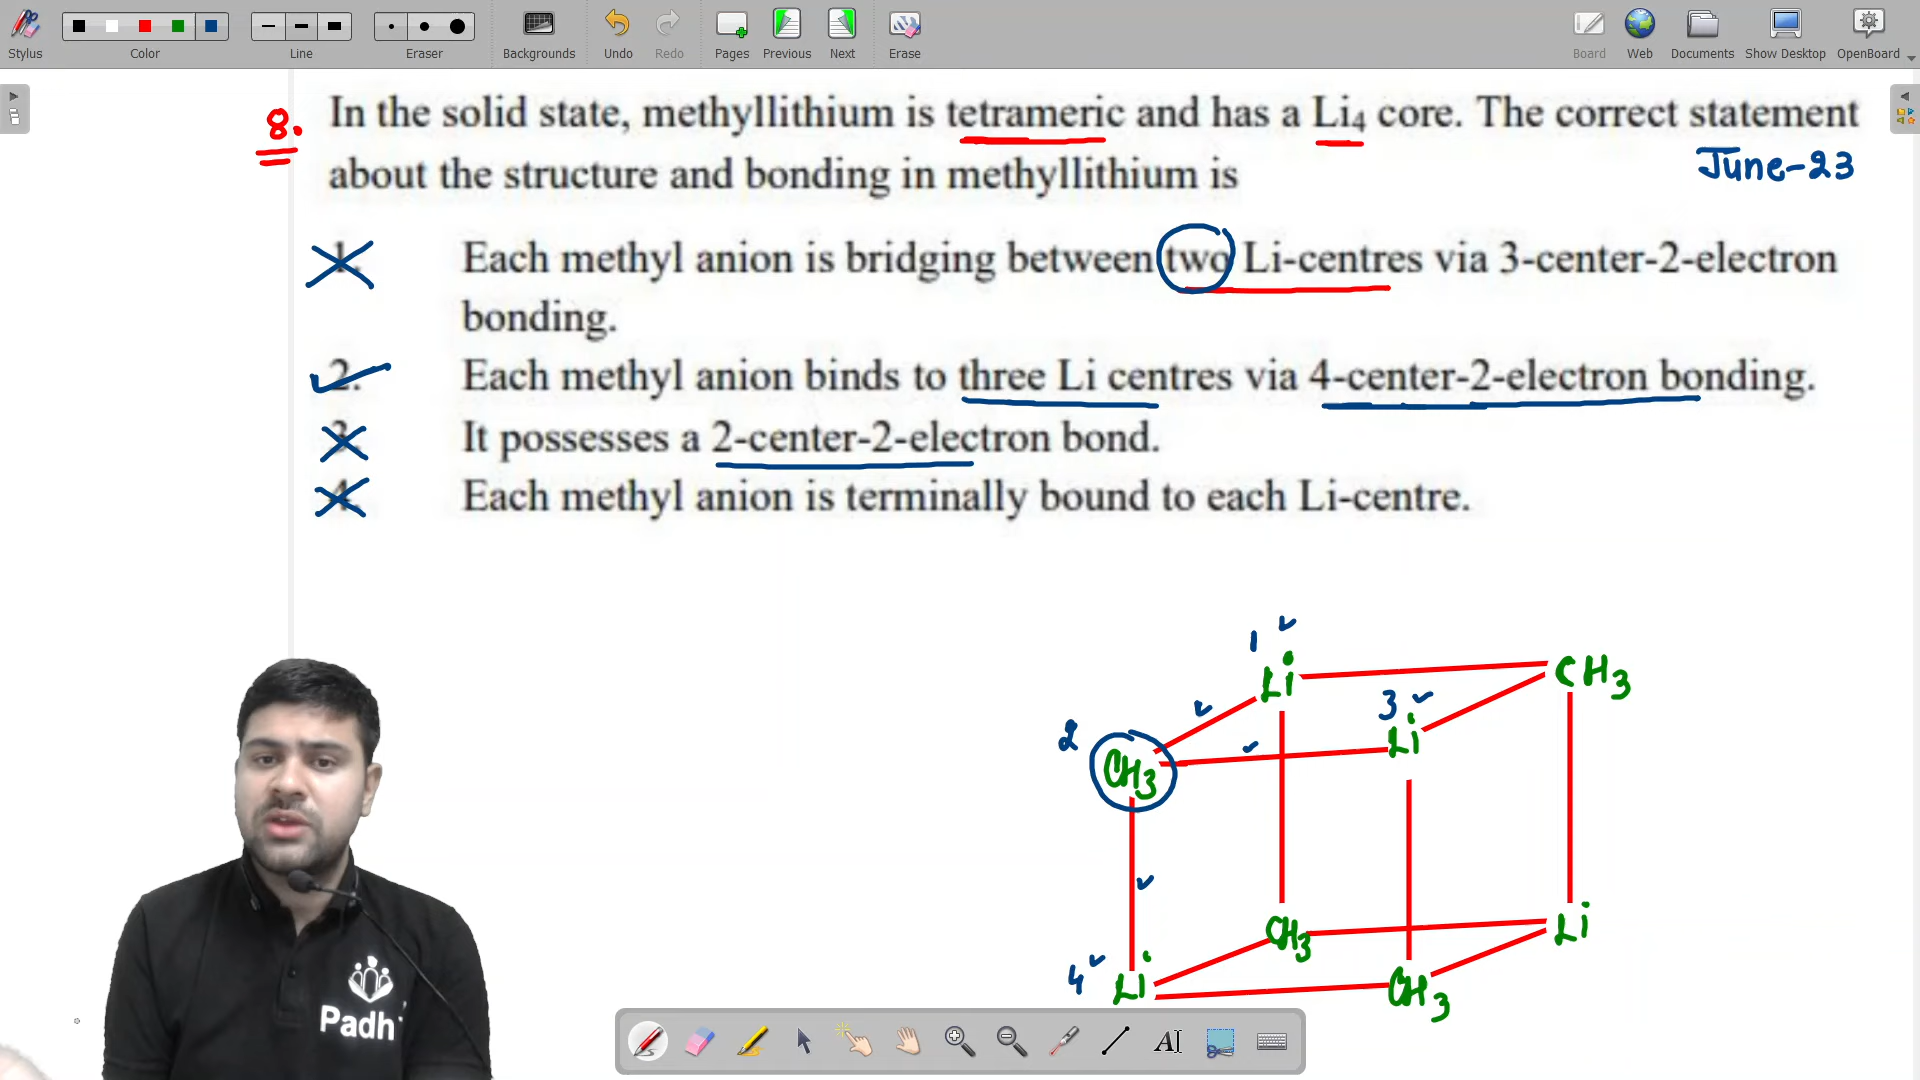 Stylus
Color
Line
Eraser
Backgrounds
Undo
Redo
Pages
Previous
Next
Erase
Board
Web
Documents
Show Desktop
OpenBoard
8. In the solid state, methyllithium is tetrameric and has a Li4 core. The correct statement
about the structure and bonding in methyllithium is
June-23
1. Each methyl anion is bridging between two Li-centres via 3-center-2-electron
bonding.
2. Each methyl anion binds to three Li centres via 4-center-2-electron bonding.
3. It possesses a 2-center-2-electron bond.
4. Each methyl anion is terminally bound to each Li-centre.
1
Li
CH3
3
Li
2
CH3
CH3
Li
4
Li
CH3
Padh
AI